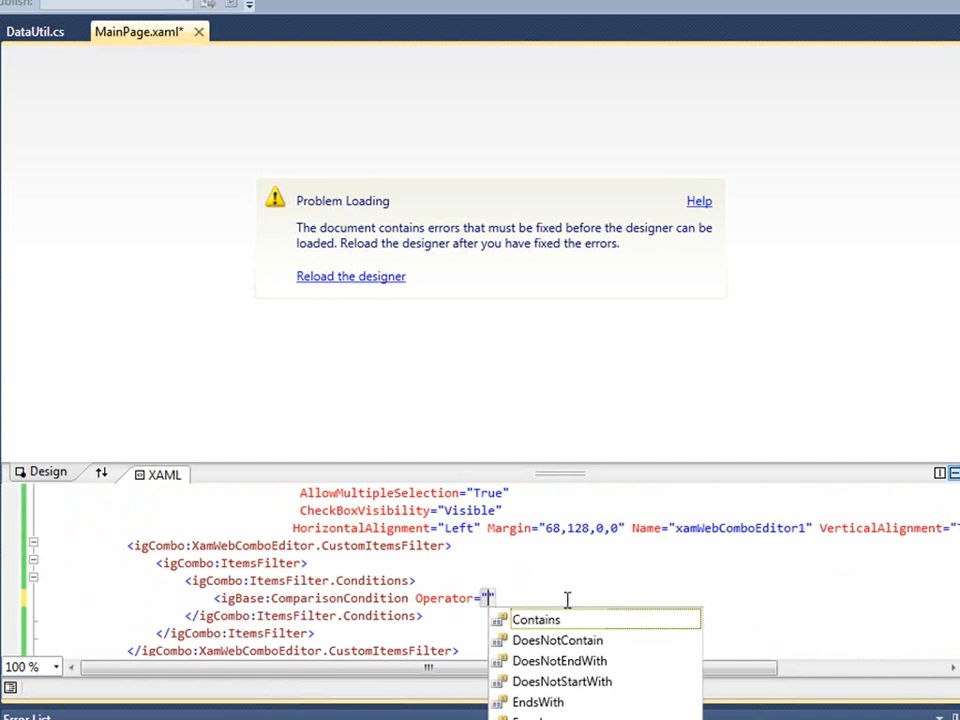 DataUtil.cs MainPage.xaml* ×
Problem Loading Help
The document contains errors that must be fixed before the designer can be
loaded. Reload the designer after you have fixed the errors.
Reload the designer
Design XAML
AllowMultipleSelection="True"
CheckBoxVisibility="Visible"
HorizontalAlignment="Left" Margin="68,128,0,0" Name="xamWebComboEditor1" VerticalAlignment="
<igCombo:XamWebComboEditor.CustomItemsFilter>
<igCombo:ItemsFilter>
<igCombo:ItemsFilter.Conditions>
<igBase:ComparisonCondition Operator=""
</igCombo:ItemsFilter.Conditions>
</igCombo:ItemsFilter>
</igCombo:XamWebComboEditor.CustomItemsFilter>
Contains
DoesNotContain
DoesNotEndWith
DoesNotStartWith
EndsWith
100 %
Error List